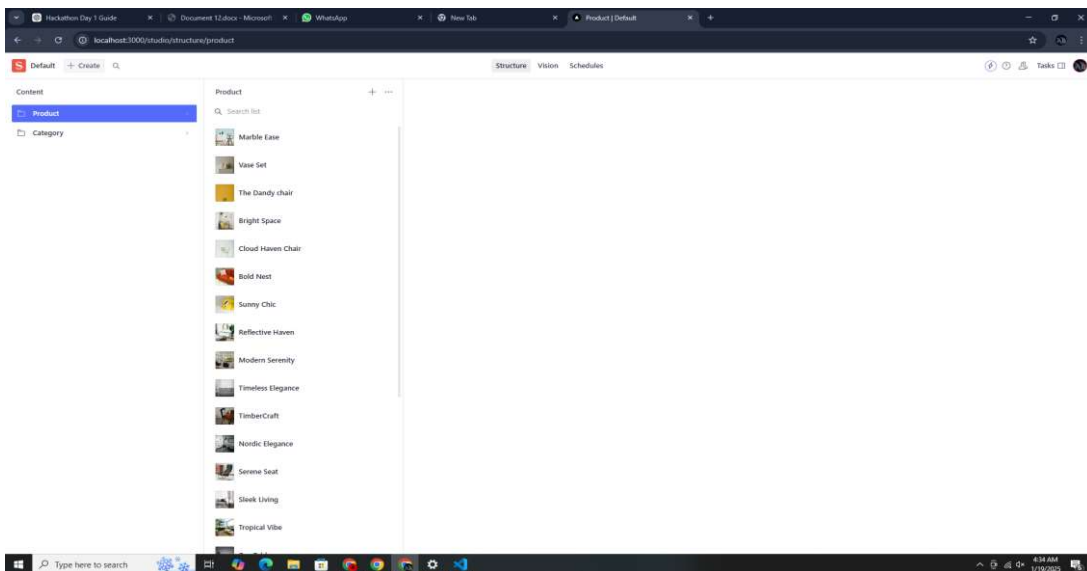 Hackathon Day 1 Guide
Document 12.docx - Microsoft
WhatsApp
New Tab
Product | Default
localhost:3000/studio/structure/product
S Default + Create
Structure Vision Schedules
Tasks
Content
Product
Category
Product
Search list
Marble Ease
Vase Set
The Dandy chair
Bright Space
Cloud Haven Chair
Bold Nest
Sunny Chic
Reflective Haven
Modern Serenity
Timeless Elegance
TimberCraft
Nordic Elegance
Serene Seat
Sleek Living
Tropical Vibe
Type here to search
4:34 AM
1/19/2025